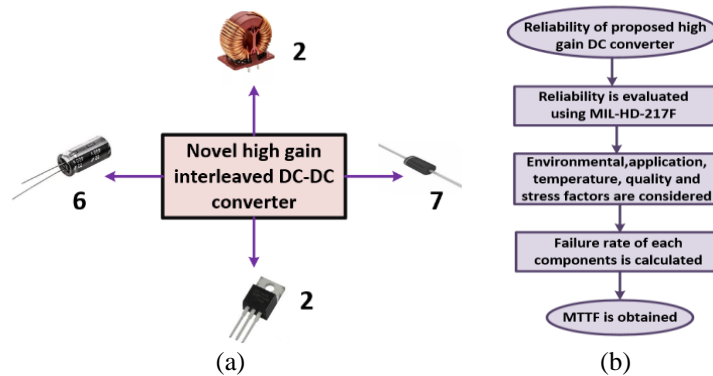 2
6
Novel high gain
interleaved DC-DC
converter
7
2
(a)
Reliability of proposed high
gain DC converter
Reliability is evaluated
using MIL-HD-217F
Environmental,application,
temperature, quality and
stress factors are considered
Failure rate of each
components is calculated
MTTF is obtained
(b)